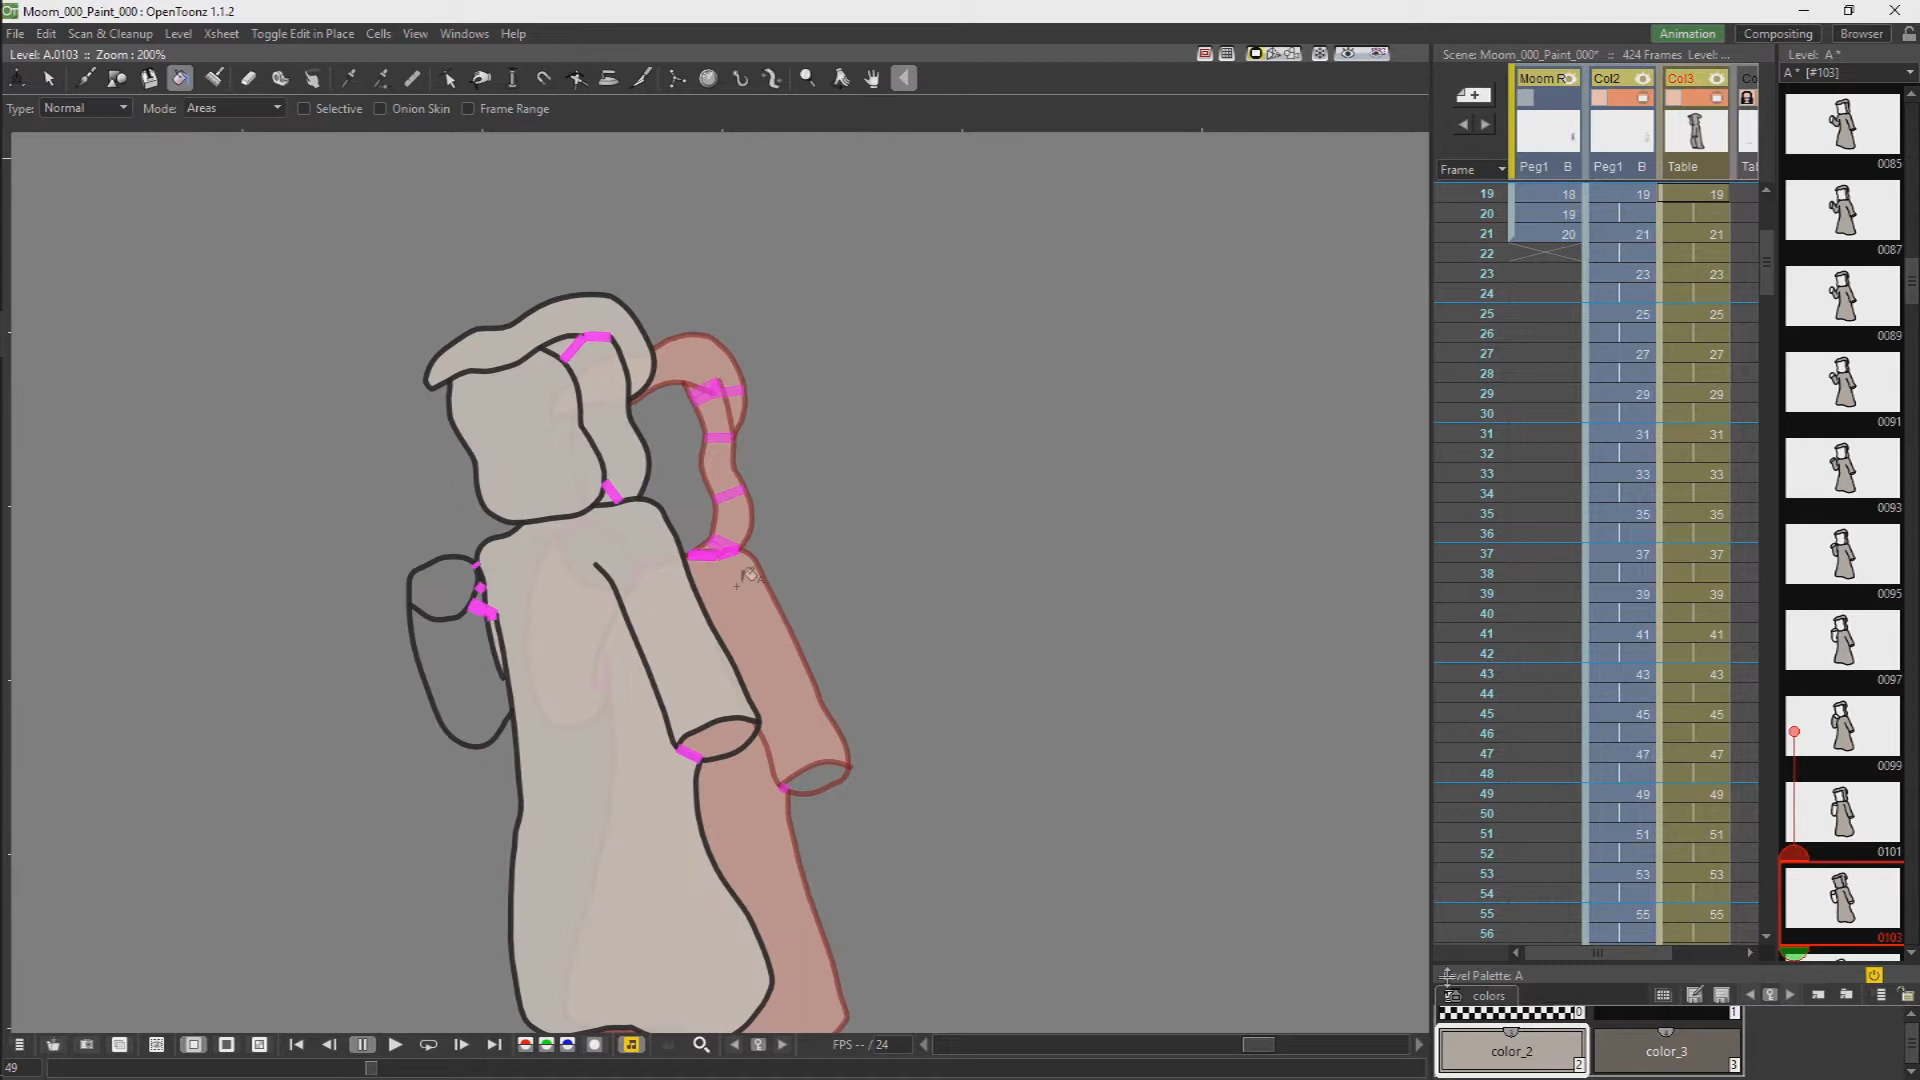 Moom_000_Paint_000 : OpenToonz 1.1.2
File Edit Scan & Cleanup Level Xsheet Toggle Edit in Place Cells View Windows Help
Animation Compositing Browser
Level: A.0103 :: Zoom : 200%
Scene: Moom_000_Paint_000* :: 424 Frames Level: ...
Level: A *
Type: Normal Mode: Areas Selective Onion Skin Frame Range
Moom R Col2 Col3 Co
A * [#103]
Frame Peg1 B Peg1 B Table Tal
19 18 19 19
20 19
21 20 21 21
22
23 23 23
24
25 25 25
26
27 27 27
28
29 29 29
30
31 31 31
32
33 33 33
34
35 35 35
36
37 37 37
38
39 39 39
40
41 41 41
42
43 43 43
44
45 45 45
46
47 47 47
48
49 49 49
50
51 51 51
52
53 53 53
54
55 55 55
56
0085
0087
0089
0091
0093
0095
0097
0099
0101
0103
evel Palette: A
colors
0 1
color_2 2
color_3 3
FPS -- / 24
49